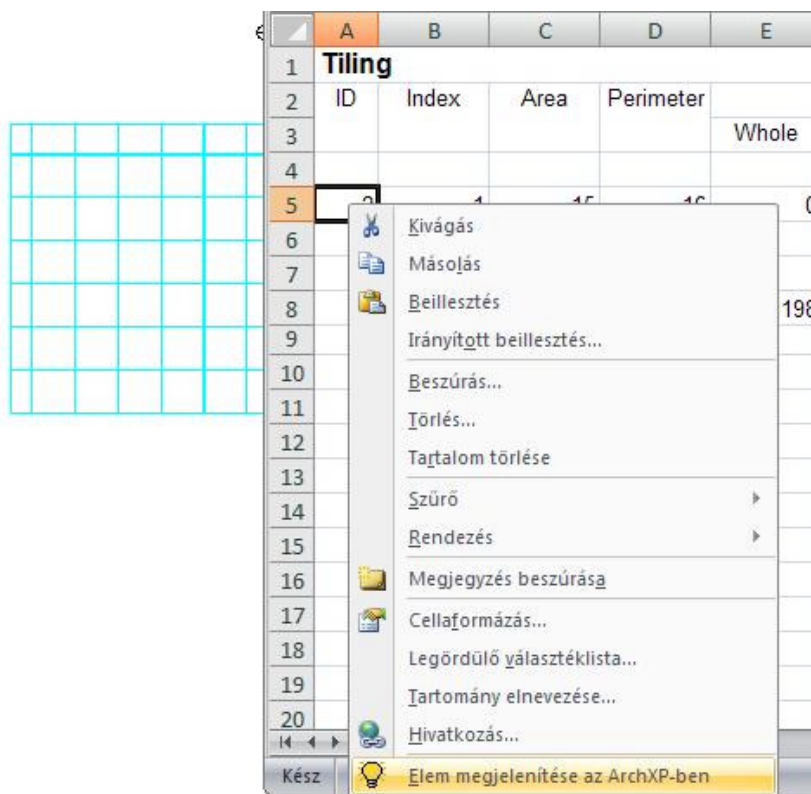 A B C D E
1 Tiling
2 ID Index Area Perimeter
3 Whole
4
5
6
7
8 198
9
10
11
12
13
14
15
16
17
18
19
20
Kivágás
Másolás
Beillesztés
Irányított beillesztés...
Beszúrás...
Törlés...
Tartalom törlése
Szűrő
Rendezés
Megjegyzés beszúrása
Cellaformázás...
Legördülő választéklista...
Tartomány elnevezése...
Hivatkozás...
Elem megjelenítése az ArchXP-ben
Kész